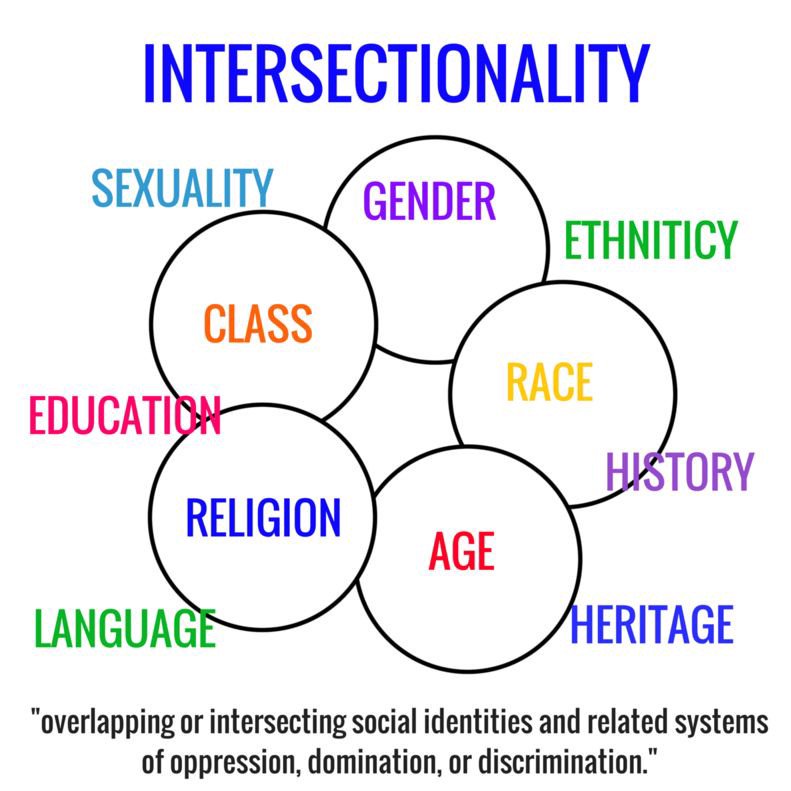 INTERSECTIONALITY
SEXUALITY
GENDER
ETHNITICY
CLASS
RACE
EDUCATION
HISTORY
RELIGION
AGE
LANGUAGE
HERITAGE
"overlapping or intersecting social identities and related systems
of oppression, domination, or discrimination."